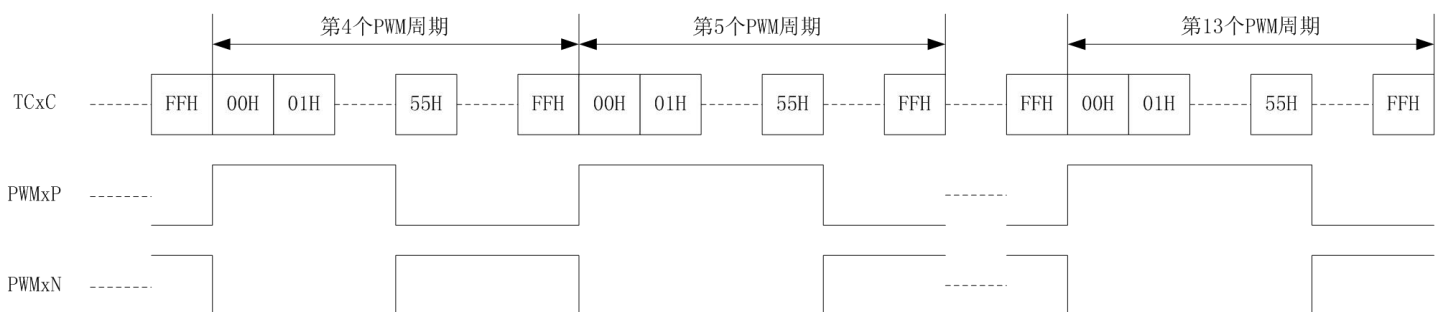 第4个PWM周期 第5个PWM周期 第13个PWM周期
TCxC FFH 00H 01H 55H FFH 00H 01H 55H FFH FFH 00H 01H 55H FFH
PWMxP
PWMxN